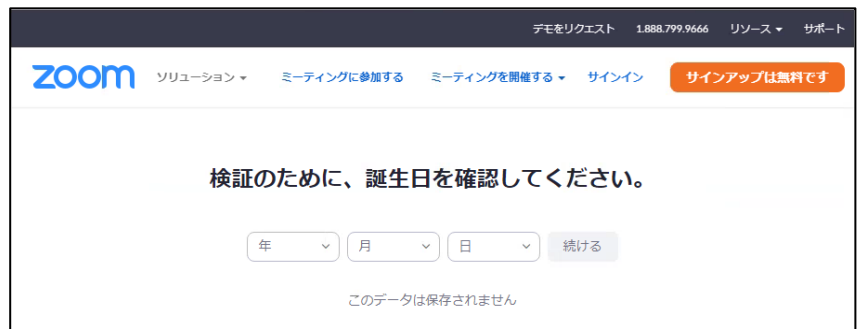 デモをリクエスト 1.888.799.9666 リソース サポート
zoom ソリューション ミーティングに参加する ミーティングを開催する サインイン サインアップは無料です
検証のために、誕生日を確認してください。
年 月 日 続ける
このデータは保存されません